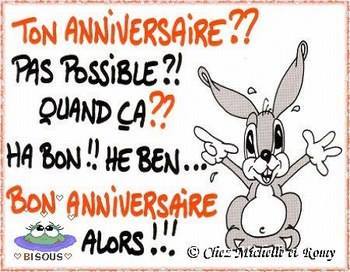 TON ANNIVERSAIRE??
PAS POSSIBLE?!
QUAND ÇA??
HA BON!! HE BEN...
BON ANNIVERSAIRE
ALORS!!!
BISOUS
© Chez Michelle et Romy